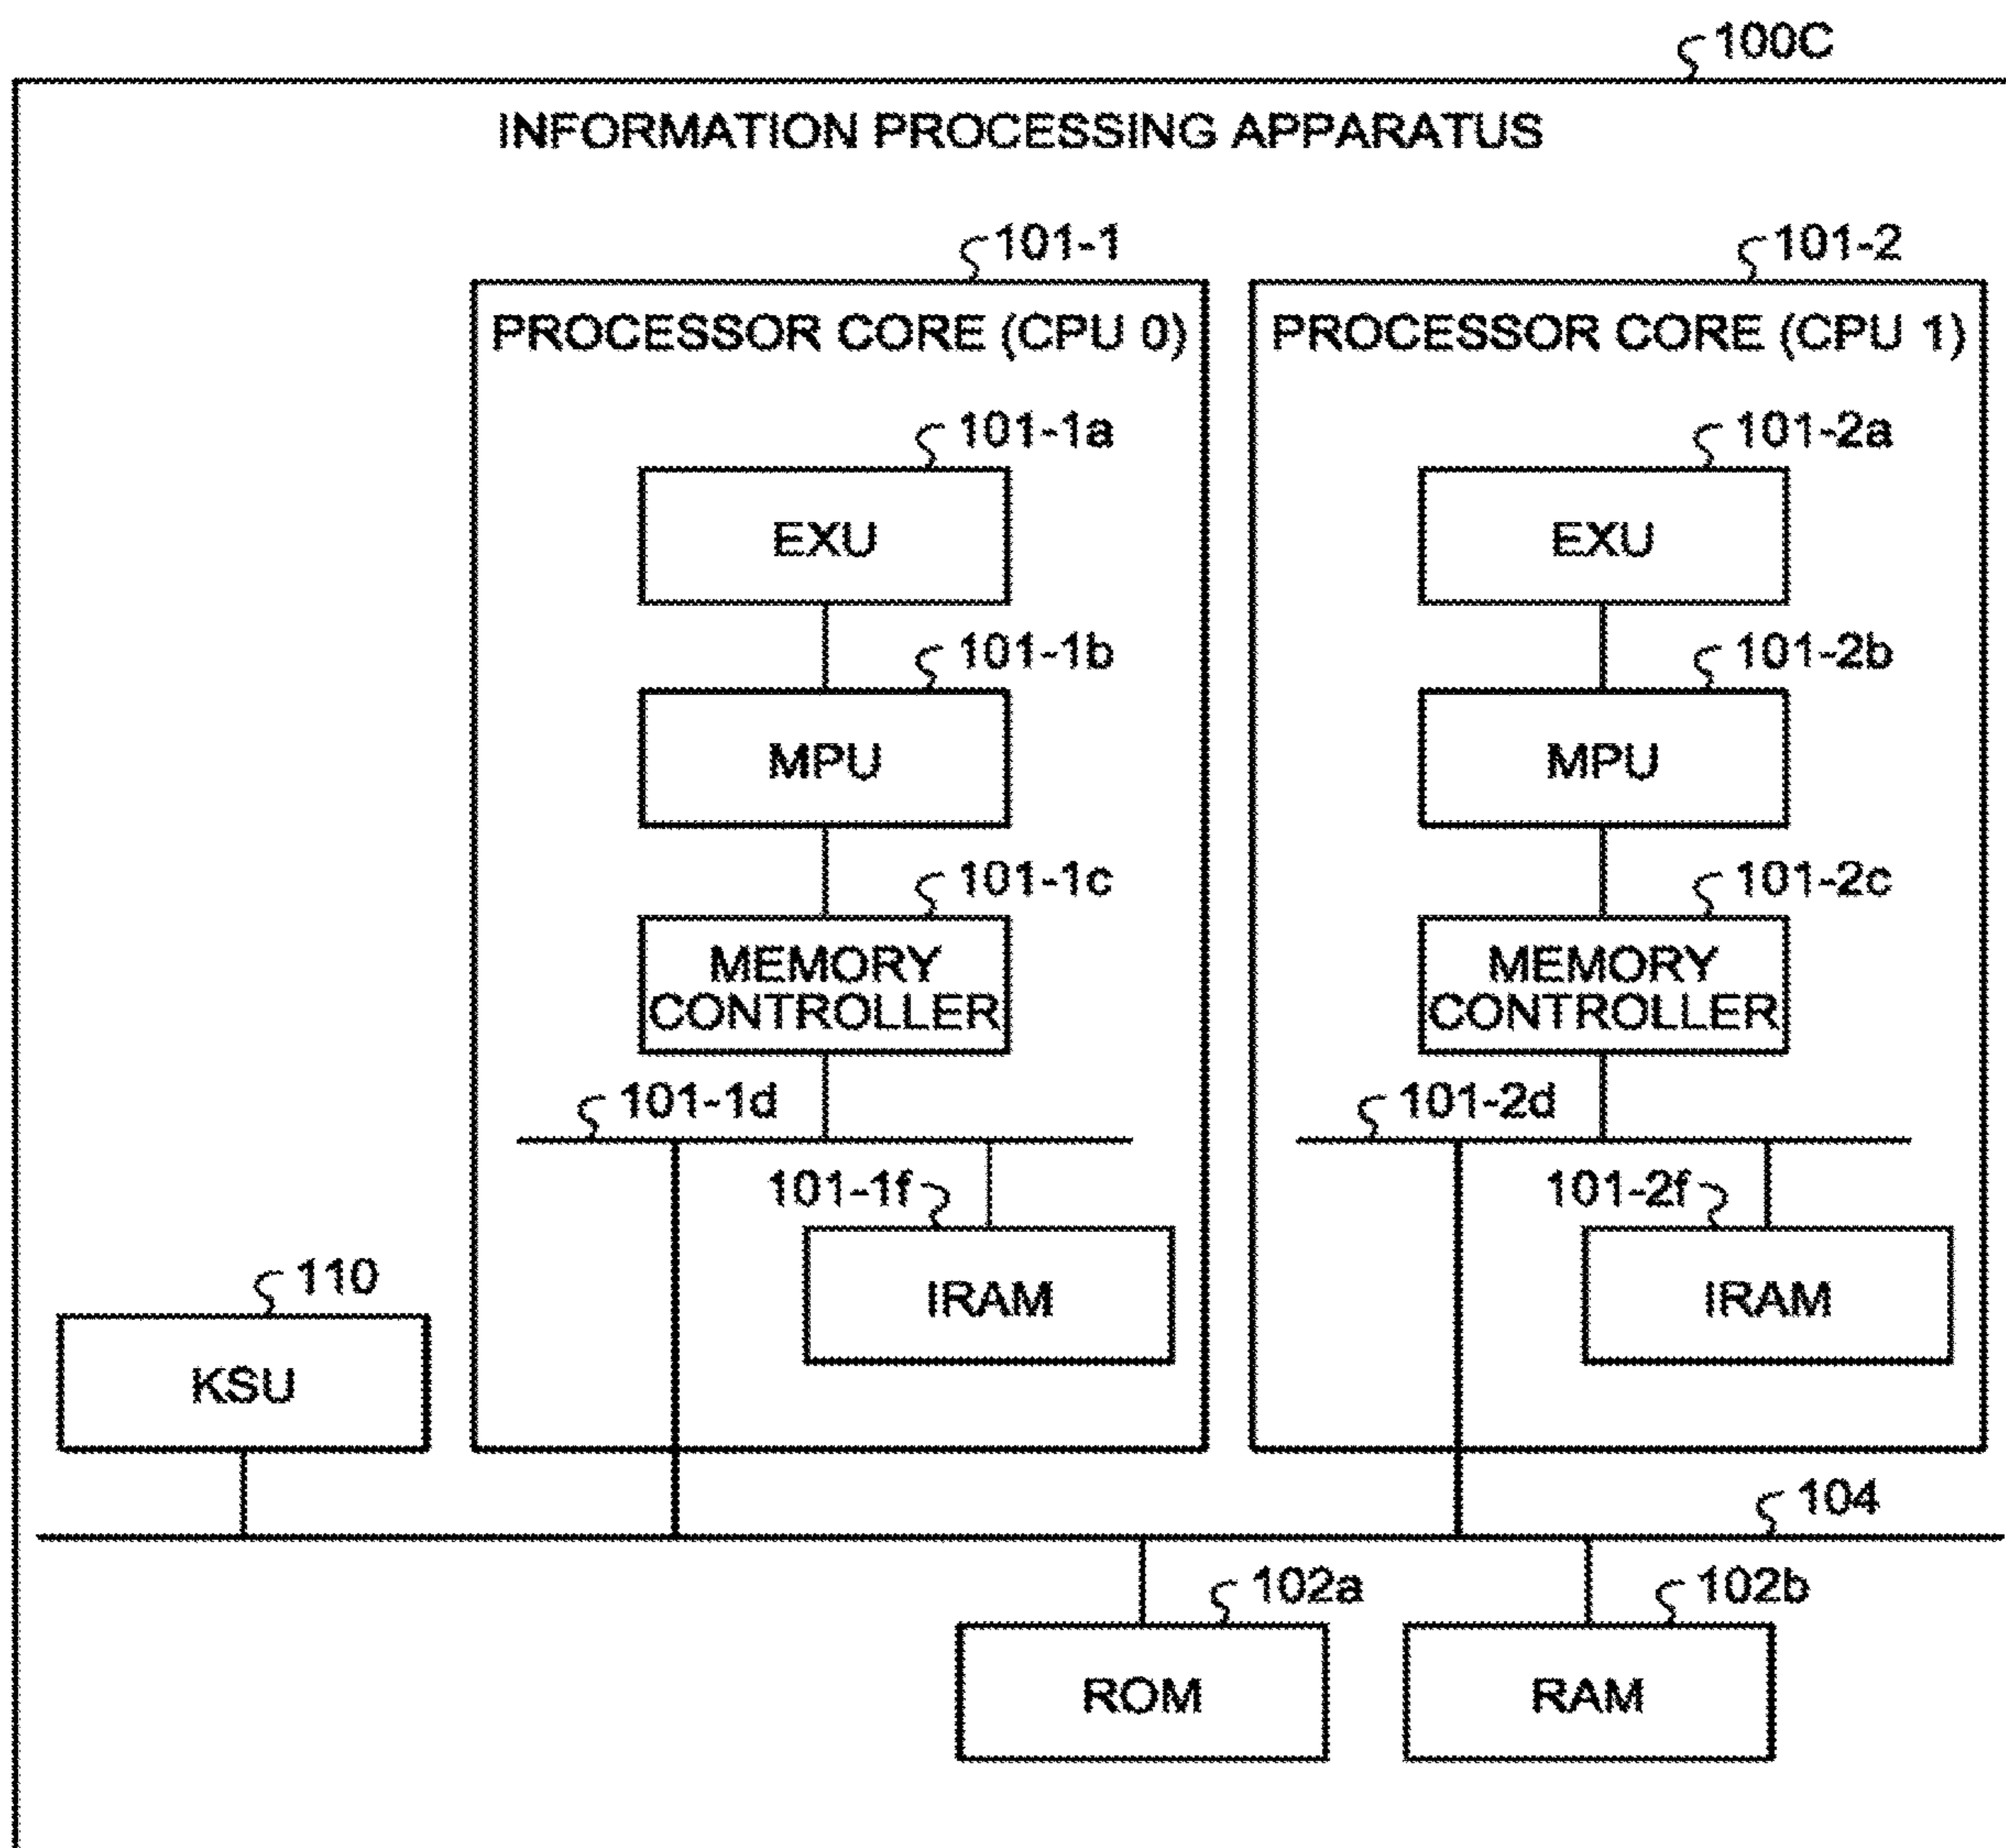 100C
INFORMATION PROCESSING APPARATUS
101-1
101-2
PROCESSOR CORE (CPU 0)
PROCESSOR CORE (CPU 1)
101-1a
101-2a
EXU
EXU
101-1b
101-2b
MPU
MPU
101-1c
101-2c
MEMORY
CONTROLLER
MEMORY
CONTROLLER
101-1d
101-2d
101-1f
101-2f
110
IRAM
IRAM
KSU
104
102a
102b
ROM
RAM